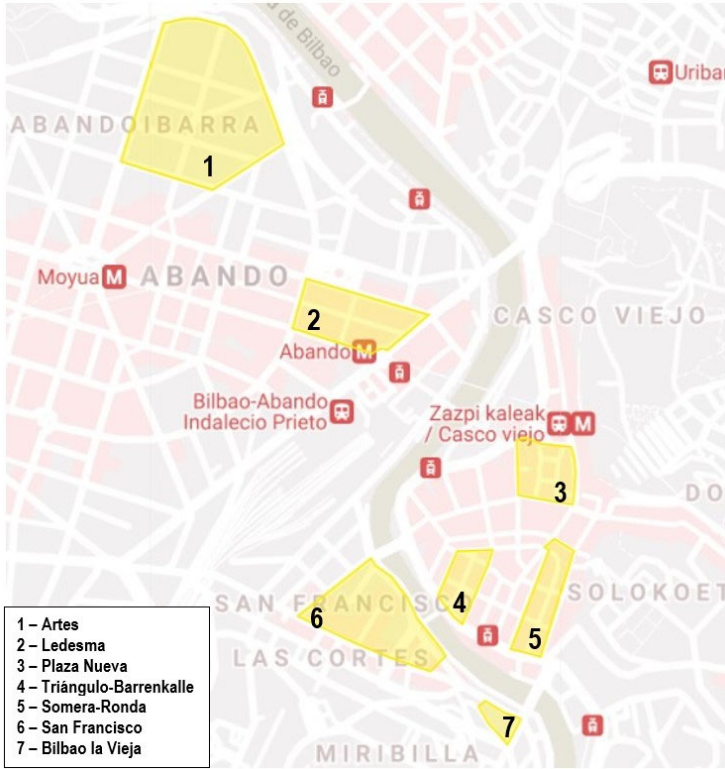 a de Bilbao
Uribar
ABANDOIBARRA
1
Moyua M
ABANDO
2
CASCO VIEJO
Abando M
Bilbao-Abando
Indalecio Prieto
Zazpi kaleak
/ Casco viejo
M
3
DO
SAN FRANCISCO
4
SOLOKOET
6
5
LAS CORTES
7
MIRIBILLA
1 – Artes
2 – Ledesma
3 – Plaza Nueva
4 – Triángulo-Barrenkalle
5 – Somera-Ronda
6 – San Francisco
7 – Bilbao la Vieja